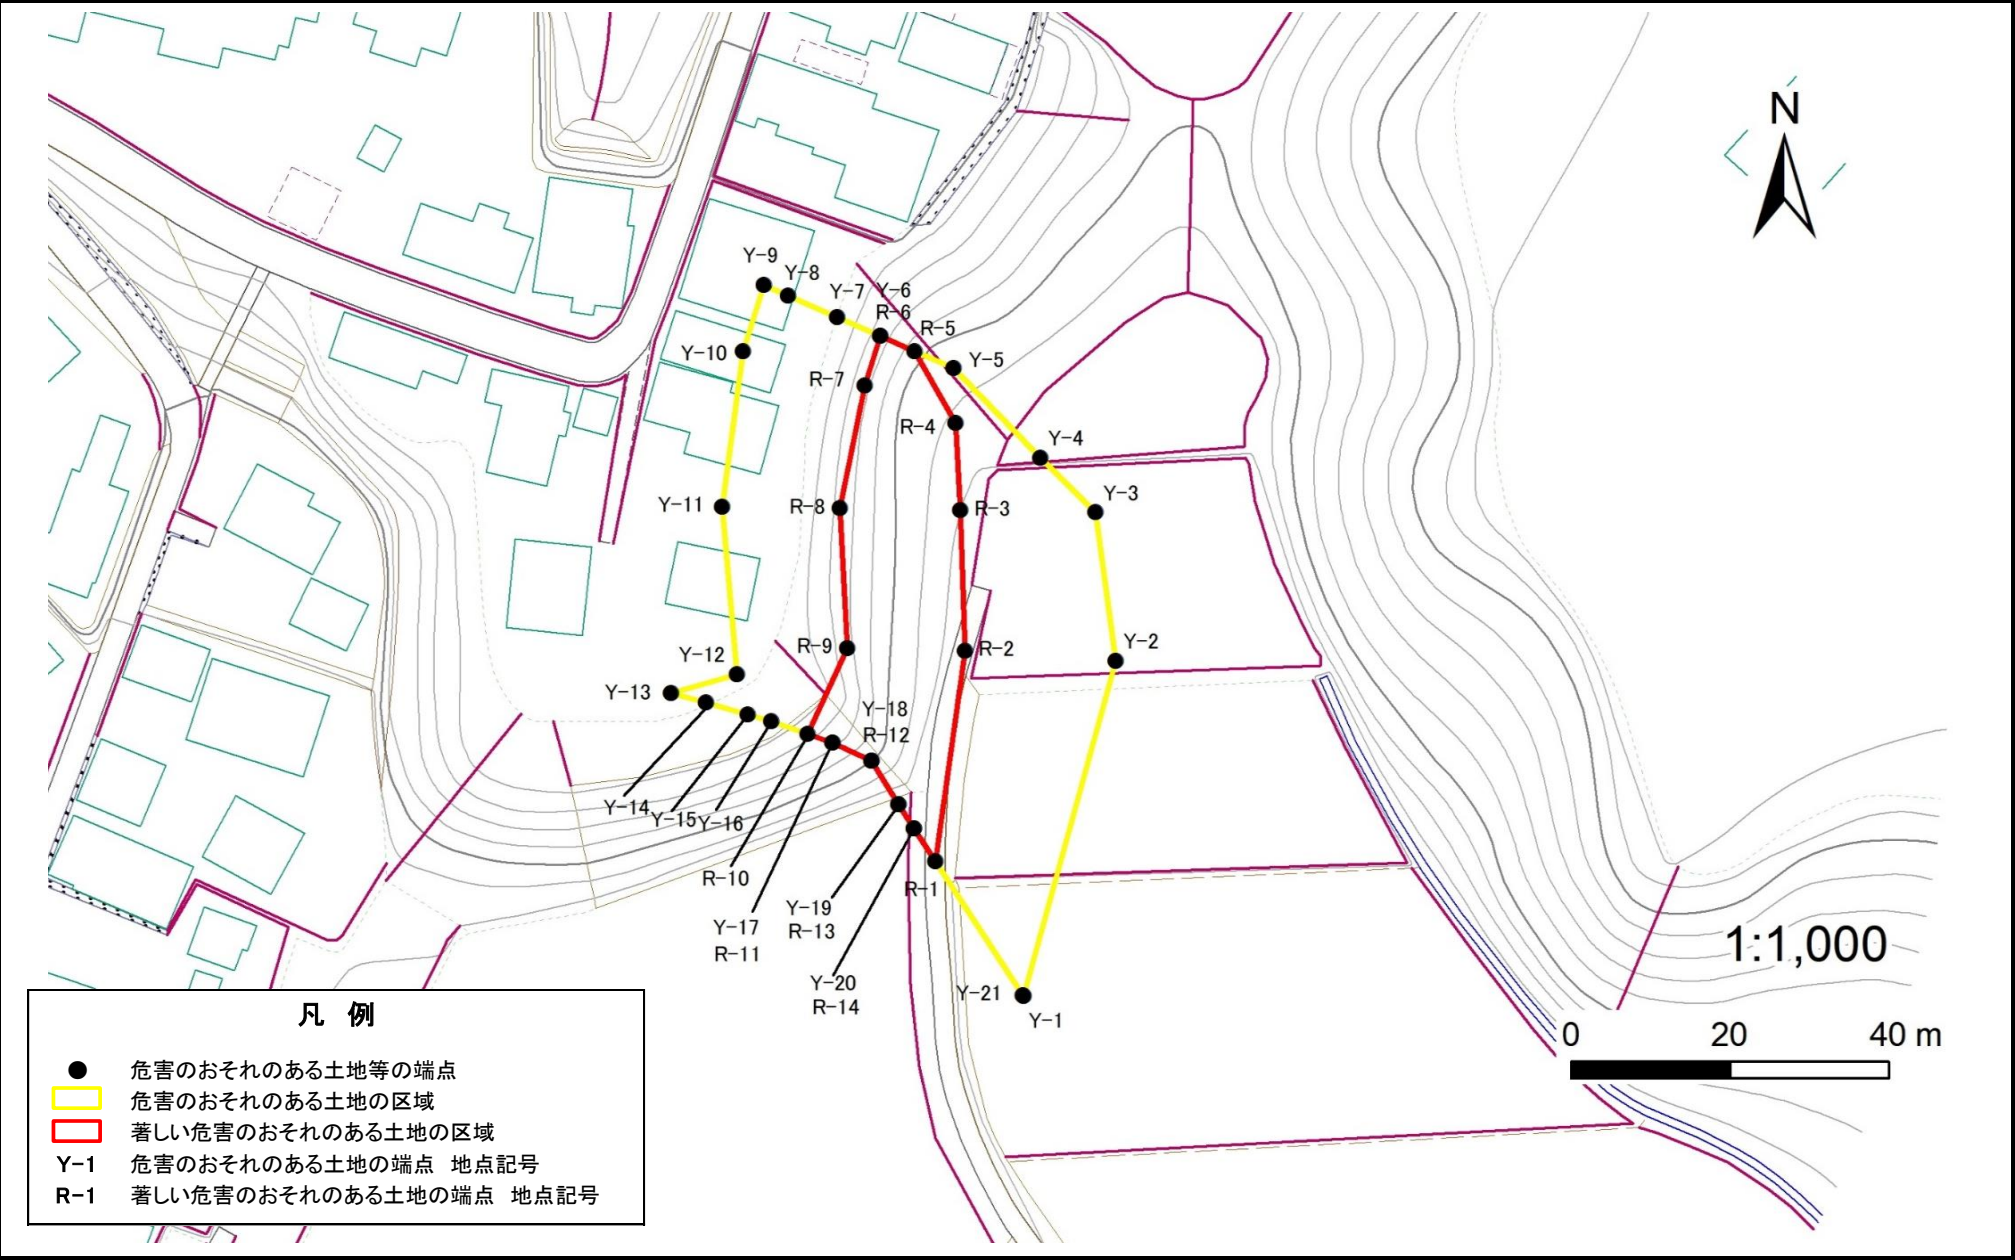 N
Y-9
Y-8
Y-7
Y-6
R-6
R-5
Y-5
Y-10
R-7
R-4
Y-4
Y-11
R-8
R-3
Y-3
Y-12
R-9
R-2
Y-2
Y-13
Y-18
R-12
Y-14
Y-15
Y-16
R-10
R-1
Y-17
R-11
Y-19
R-13
Y-20
R-14
Y-21
Y-1
1:1,000
0 20 40 m
凡 例
危害のおそれのある土地等の端点
危害のおそれのある土地の区域
著しい危害のおそれのある土地の区域
Y-1 危害のおそれのある土地の端点 地点記号
R-1 著しい危害のおそれのある土地の端点 地点記号